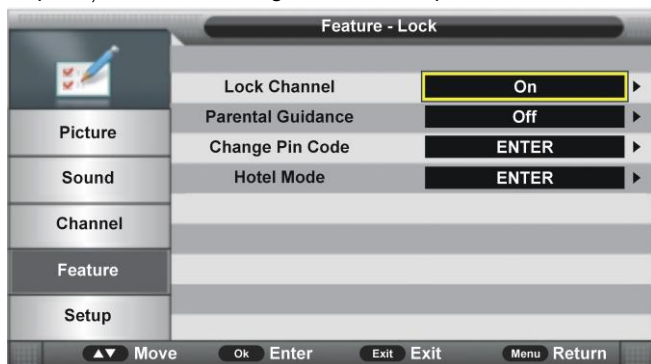 Feature - Lock
Lock Channel On
Parental Guidance Off
Change Pin Code ENTER
Hotel Mode ENTER
Picture
Sound
Channel
Feature
Setup
Move Ok Enter Exit Exit Menu Return